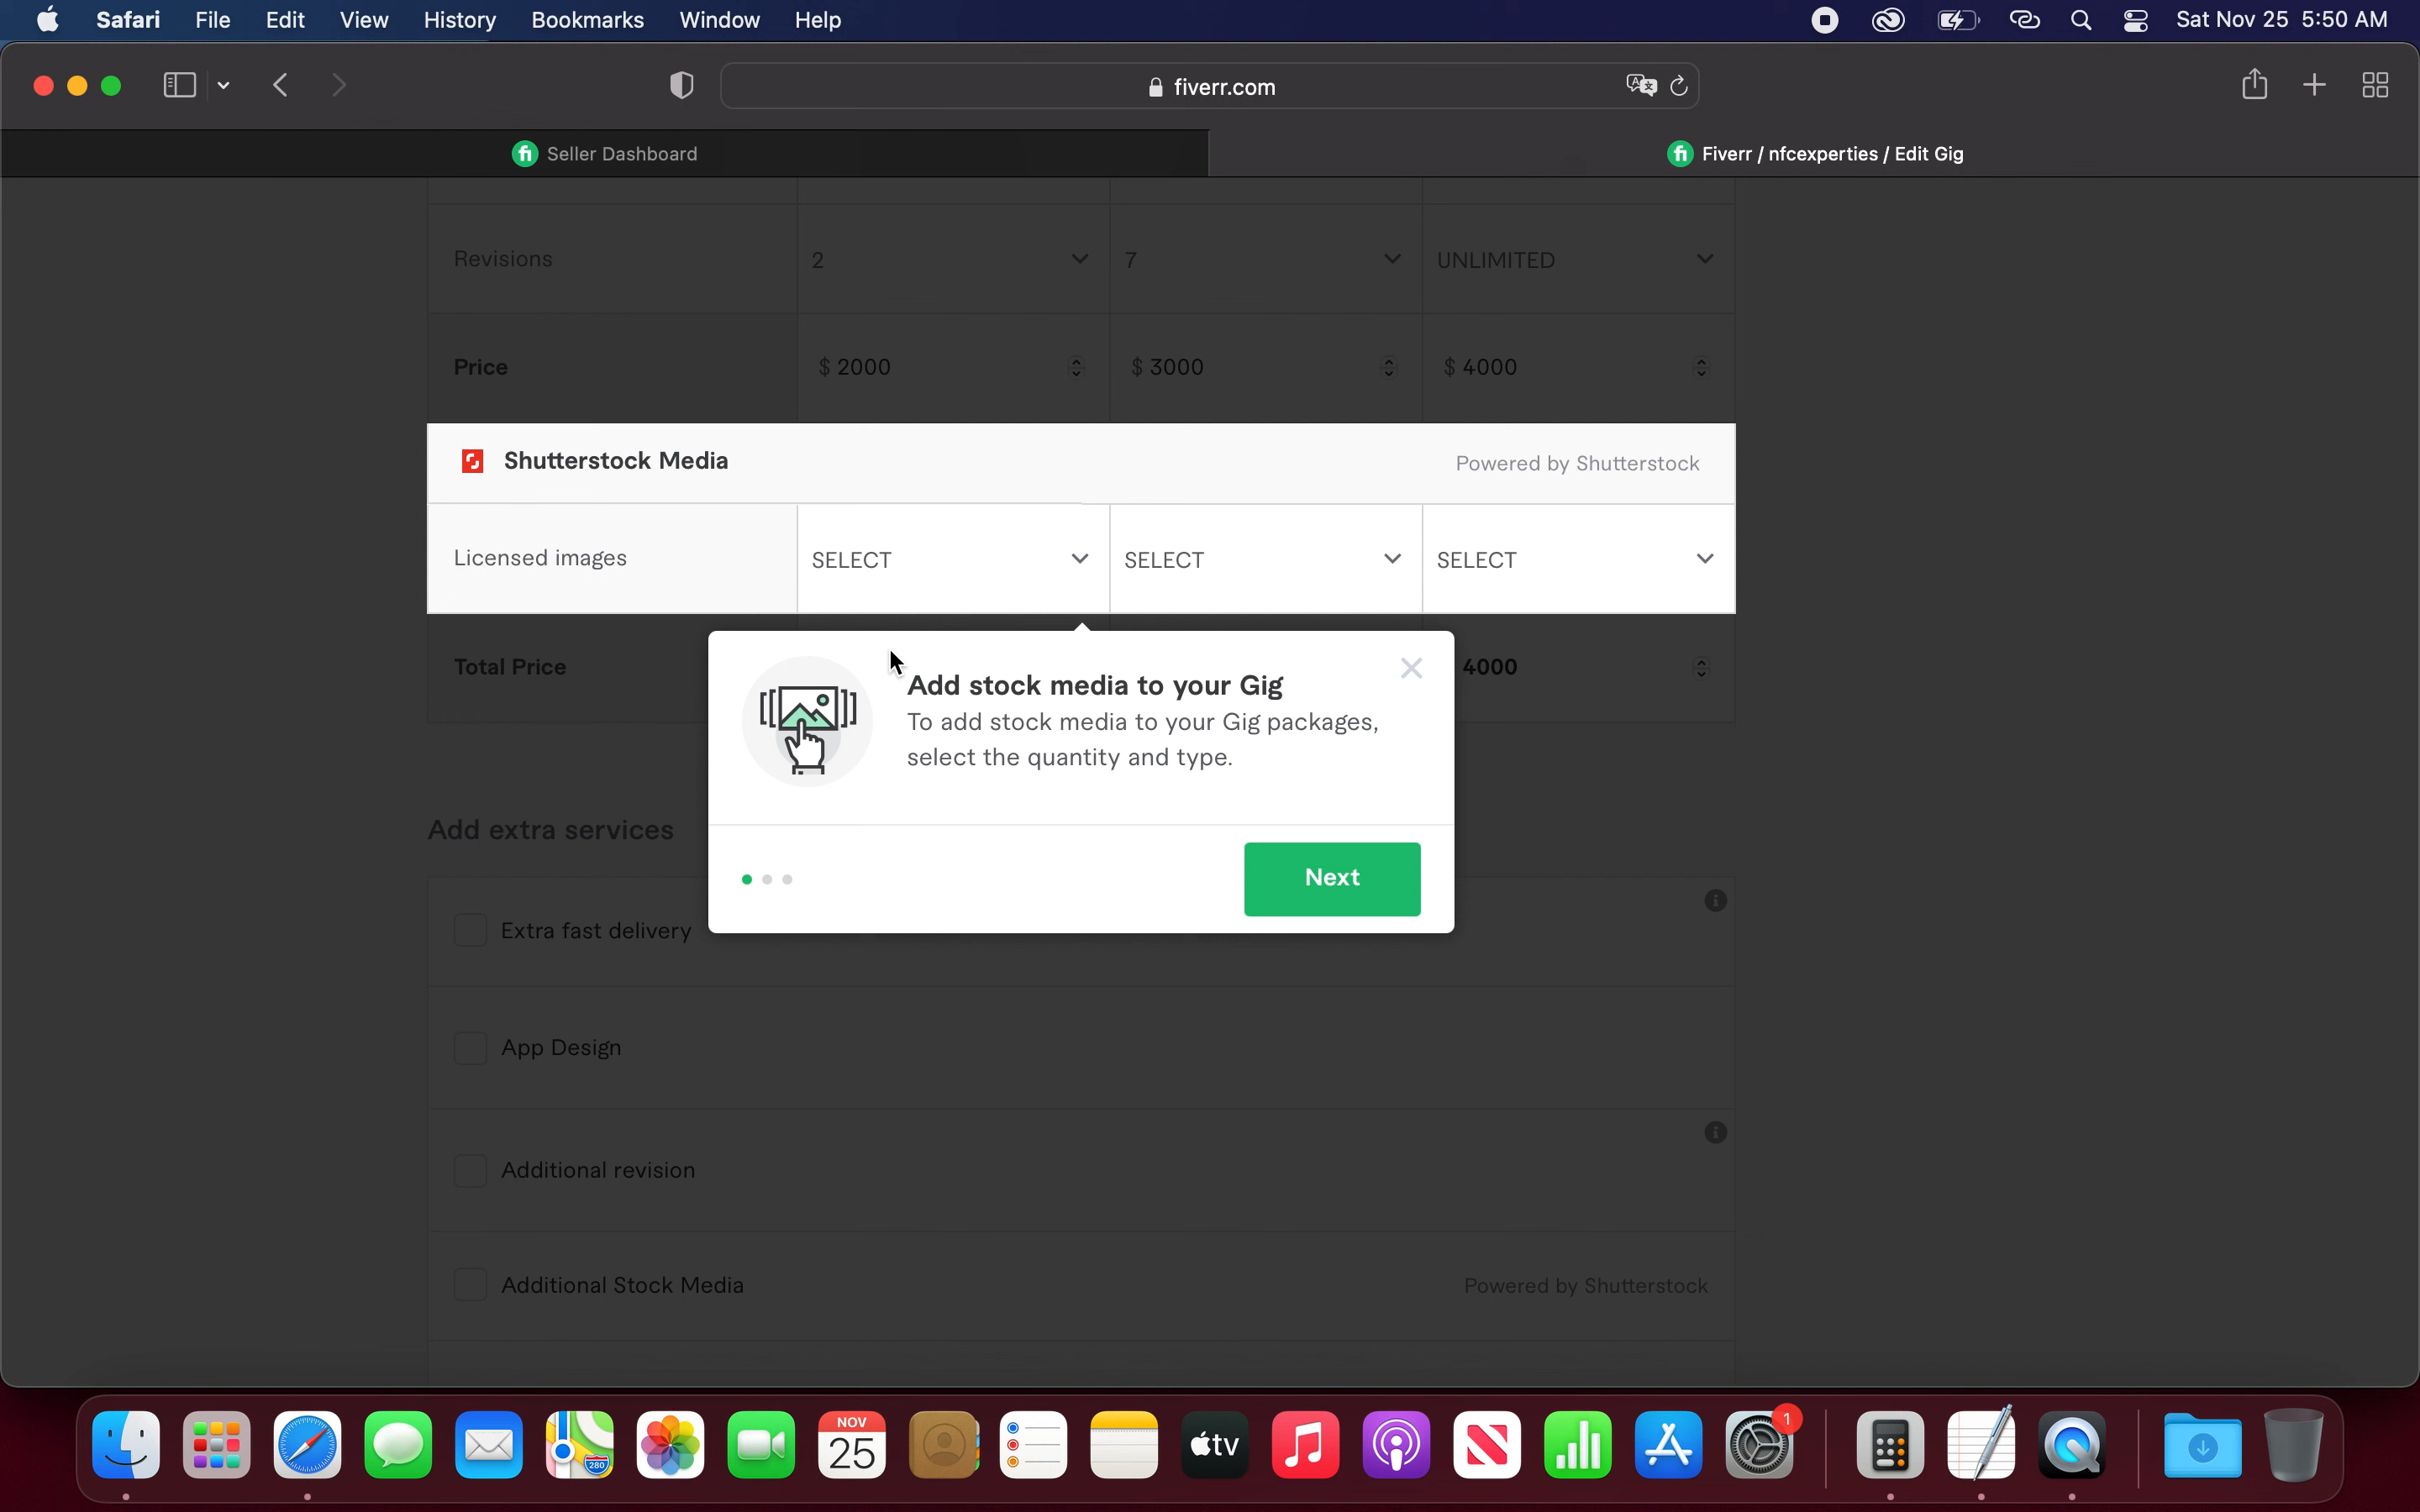 Safari File Edit View History Bookmarks Window Help Sat Nov 25 5:50 AM
fiverr.com
fi Seller Dashboard fi Fiverr / nfcexperties / Edit Gig
Revisions 2 7 UNLIMITED
Price $ 2000 $ 3000 $ 4000
Shutterstock Media Powered by Shutterstock
Licensed images SELECT SELECT SELECT
Total Price 4000
Add stock media to your Gig
To add stock media to your Gig packages,
select the quantity and type.
Add extra services
Next
Extra fast delivery
App Design
Additional revision
Additional Stock Media Powered by Shutterstock
NOV
25
280
tv
1